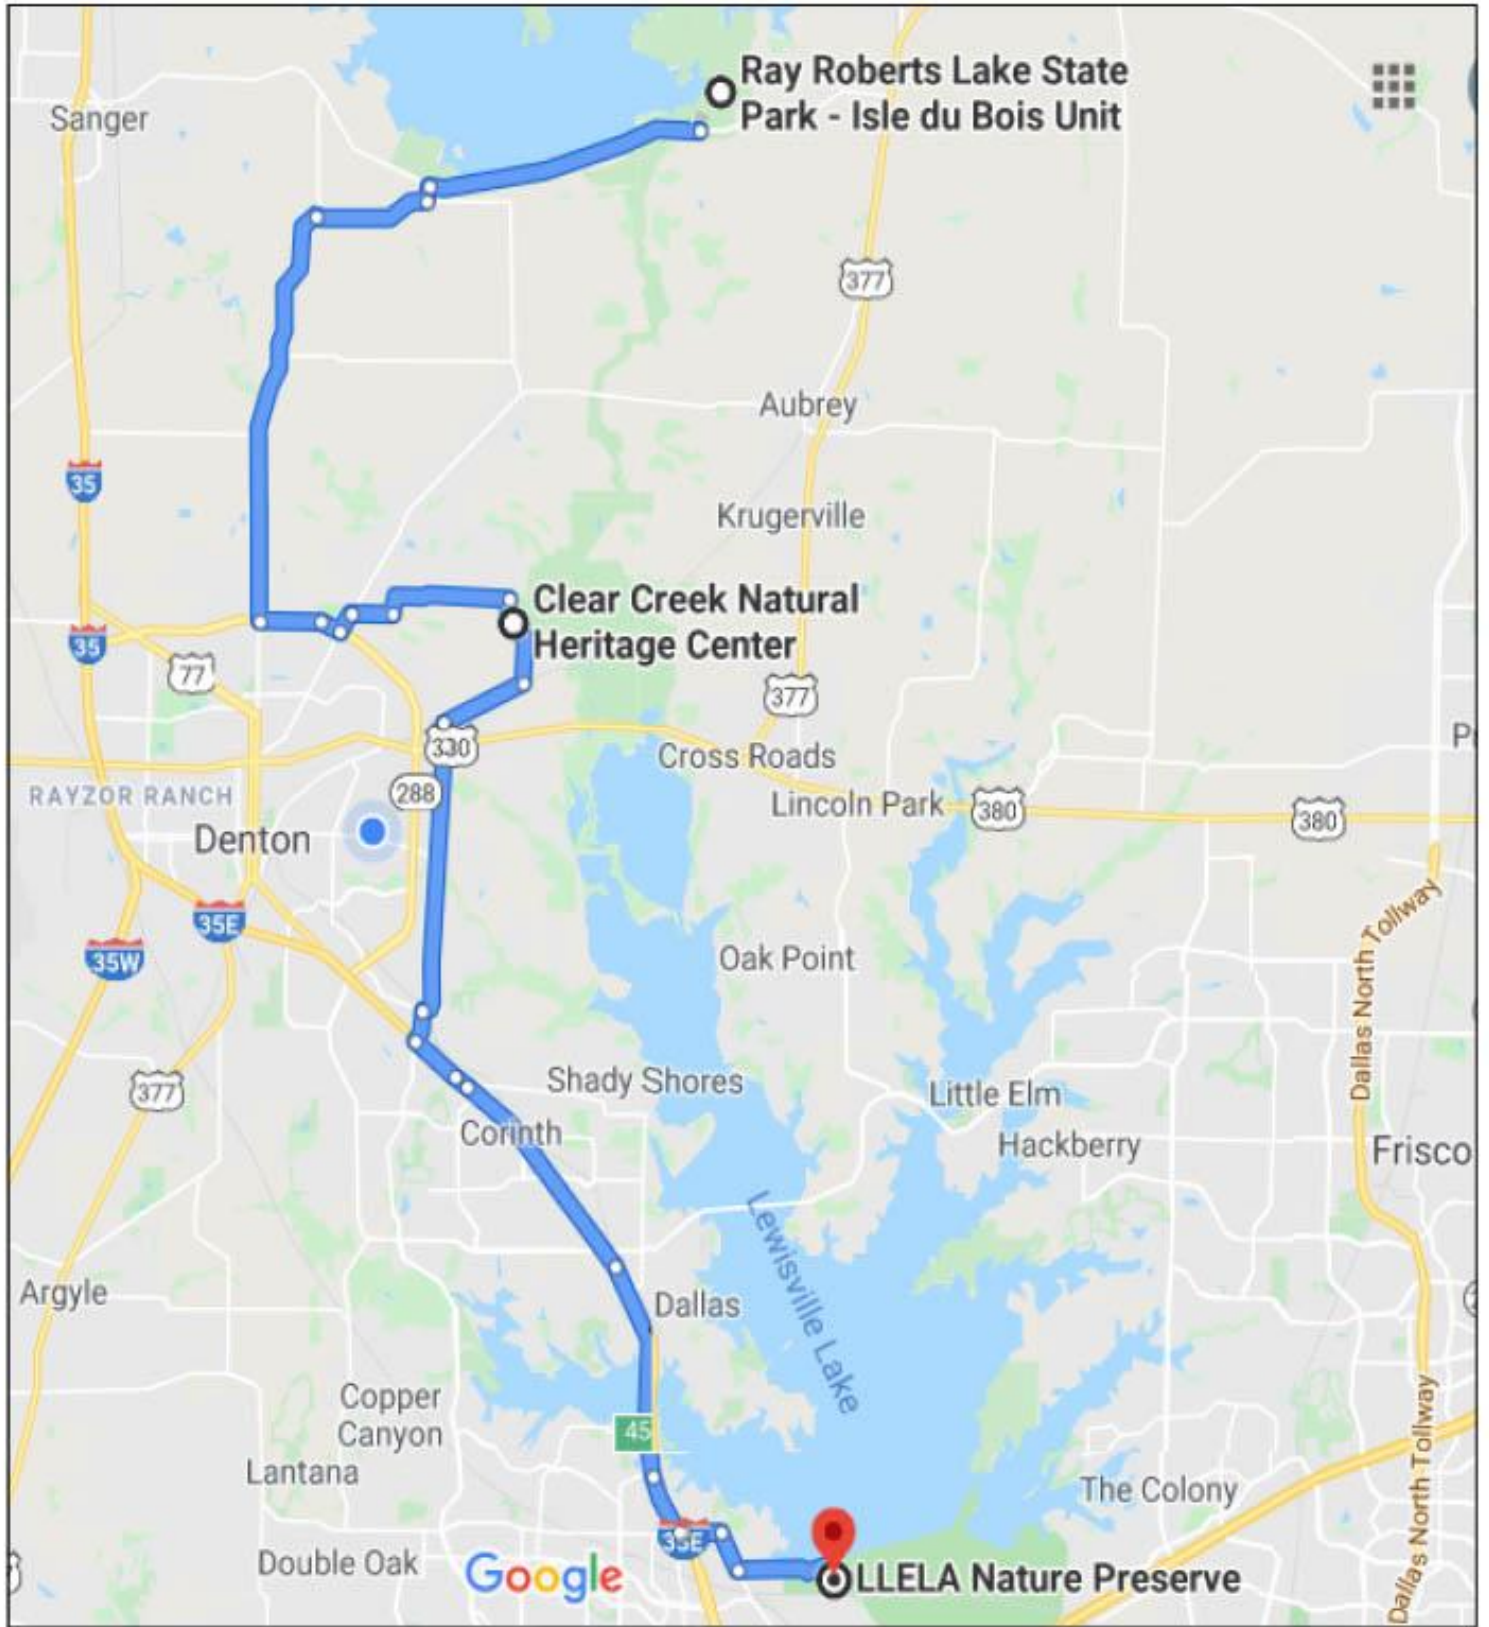 Ray Roberts Lake State
Park - Isle du Bois Unit
Sanger
377
Aubrey
35
Krugerville
Clear Creek Natural
Heritage Center
35
77
377
330
Cross Roads
288
RAYZOR RANCH
Lincoln Park
380
380
Denton
35E
35W
Oak Point
Dallas North Tollway
377
Shady Shores
Little Elm
Corinth
Hackberry
Frisco
Lewisville Lake
Argyle
Dallas
Copper
Canyon
45
Lantana
The Colony
Dallas North Tollway
35E
Double Oak
Google
LLELA Nature Preserve